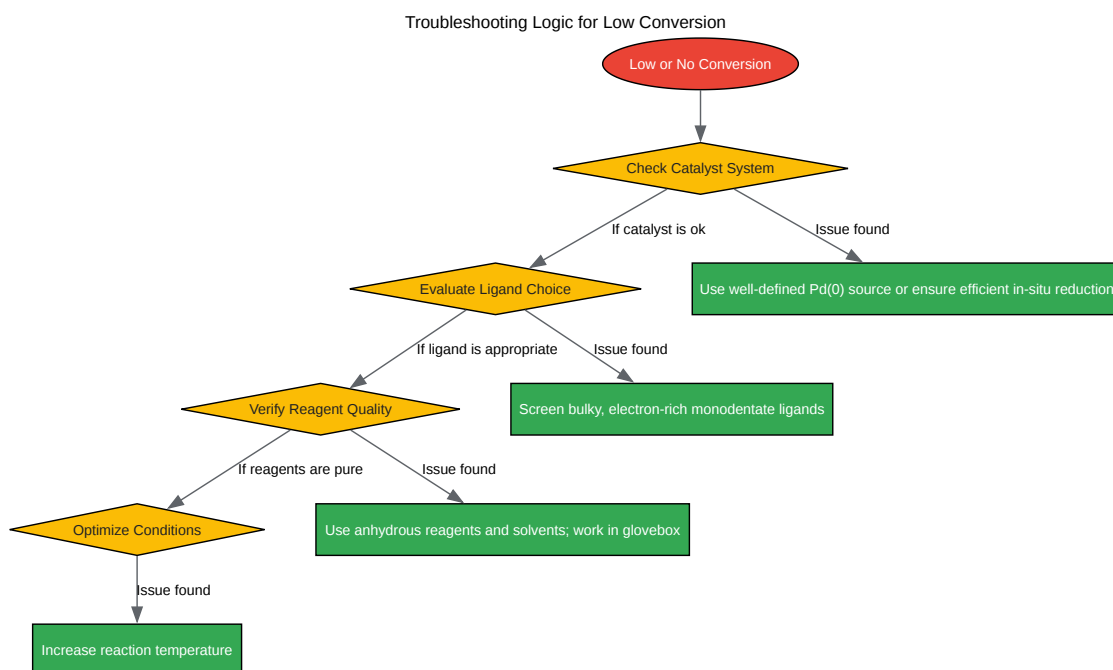 Troubleshooting Logic for Low Conversion
Low or No Conversion
Check Catalyst System
If catalyst is ok
Issue found
Evaluate Ligand Choice
Use well-defined Pd(0) source or ensure efficient in-situ reduction
If ligand is appropriate
Issue found
Verify Reagent Quality
Screen bulky, electron-rich monodentate ligands
If reagents are pure
Issue found
Optimize Conditions
Use anhydrous reagents and solvents; work in glovebox
Issue found
Increase reaction temperature